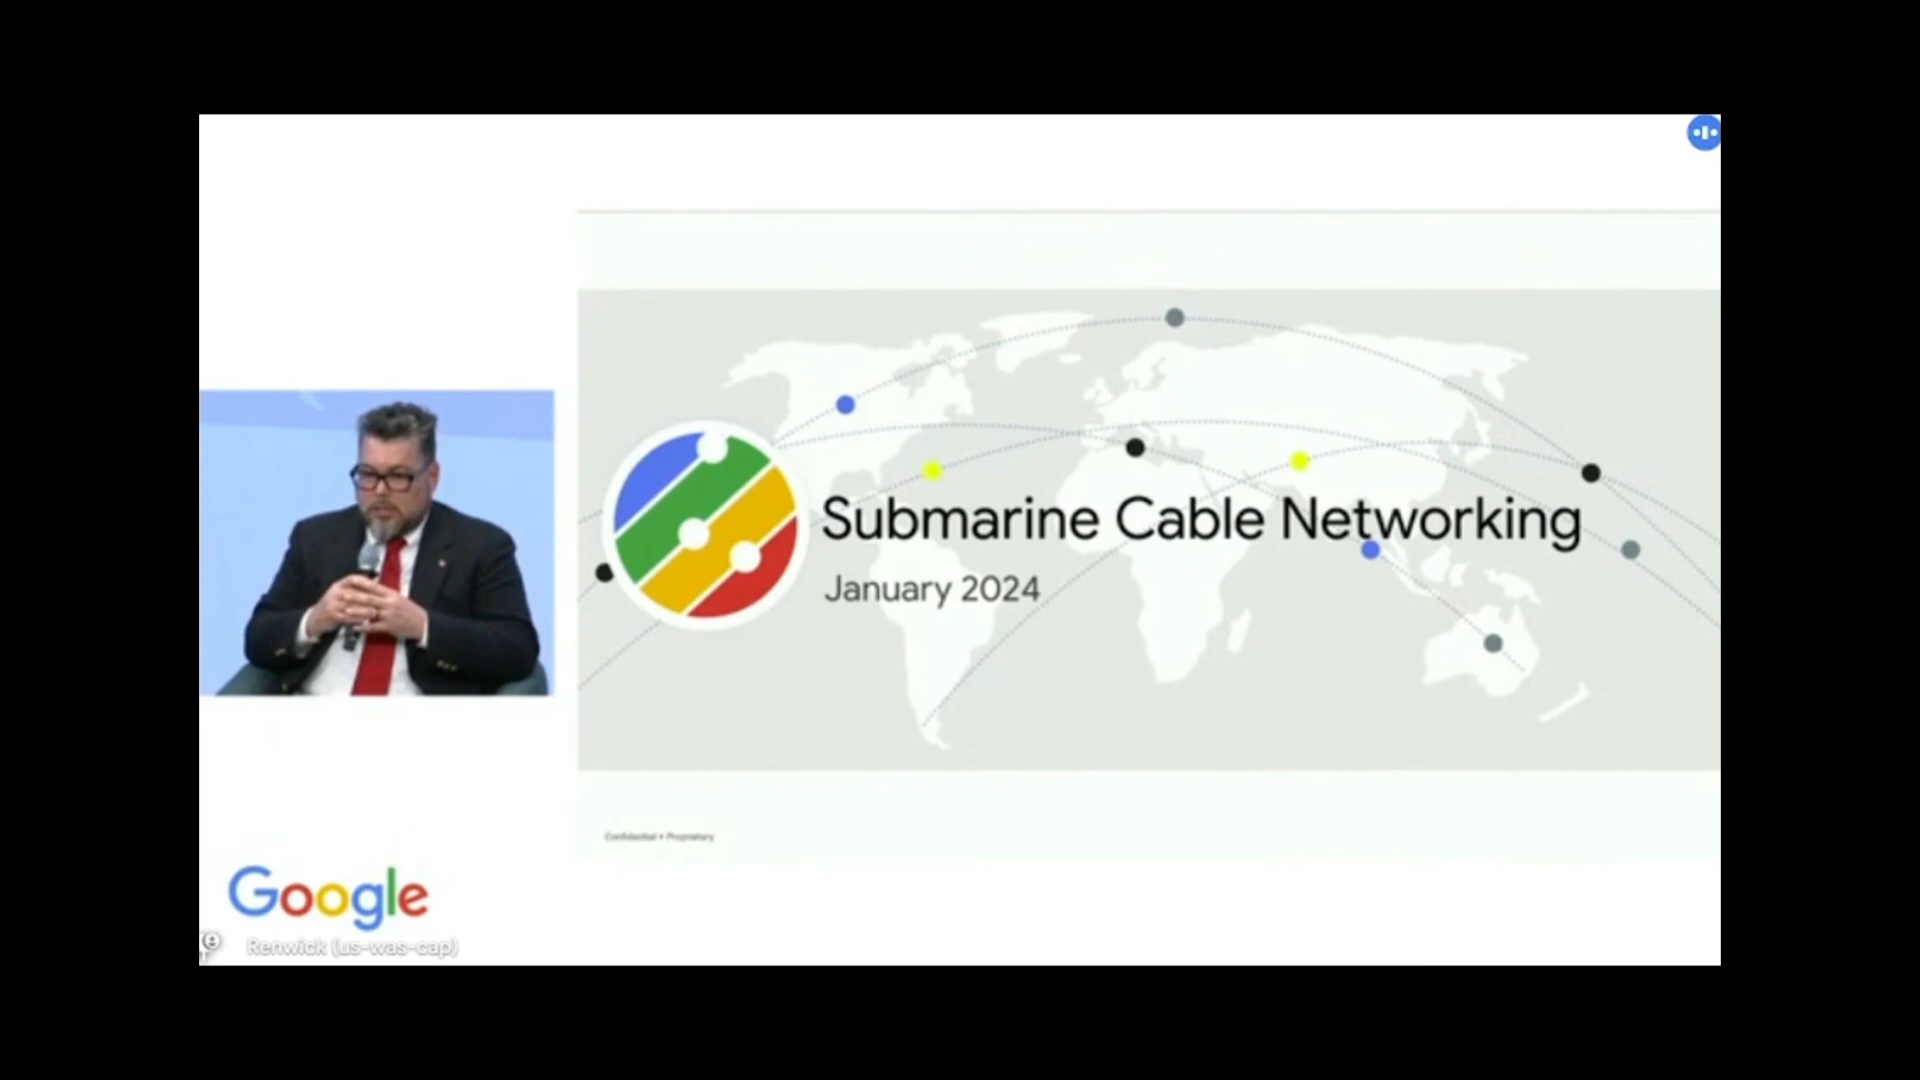 Submarine Cable Networking
January 2024
Confidential + Proprietary
Google
Renwick (us-was-cap)